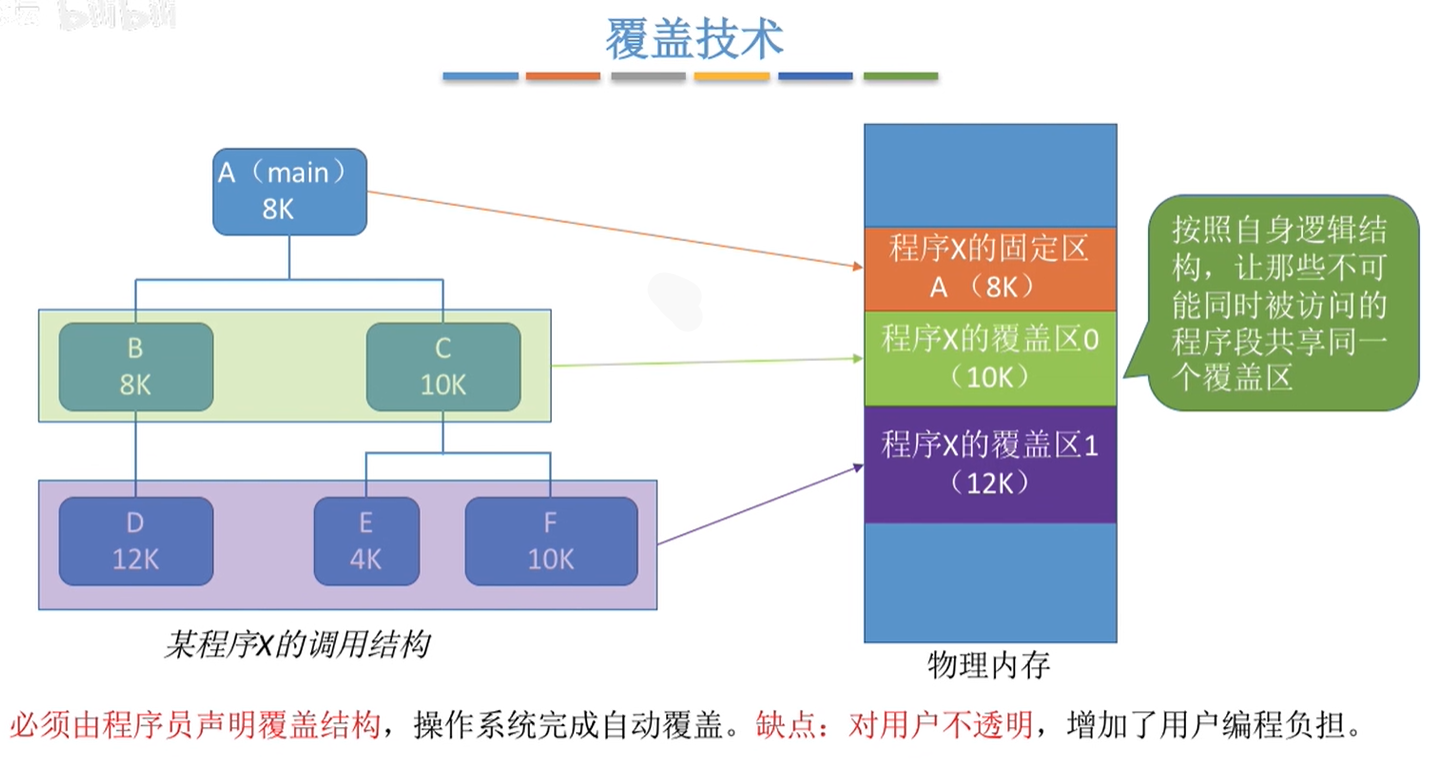 覆盖技术
A（main）
8K
B
8K
C
10K
D
12K
E
4K
F
10K
某程序X的调用结构
程序X的固定区
A （8K）
程序X的覆盖区0
（10K）
程序X的覆盖区1
（12K）
物理内存
按照自身逻辑结
构，让那些不可
能同时被访问的
程序段共享同一
个覆盖区
必须由程序员声明覆盖结构，操作系统完成自动覆盖。缺点：对用户不透明，增加了用户编程负担。